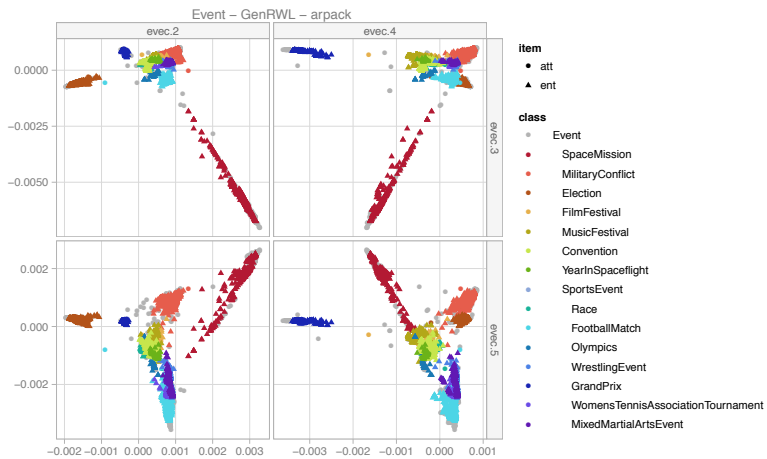 Event − GenRWL − arpack
evec.2
evec.4
0.0000
−0.0025
−0.0050
evec.3
0.002
0.000
−0.002
evec.5
−0.002 −0.001 0.000 0.001 0.002 0.003
−0.003 −0.002 −0.001 0.000 0.001
item
att
ent
class
Event
SpaceMission
MilitaryConflict
Election
FilmFestival
MusicFestival
Convention
YearInSpaceflight
SportsEvent
Race
FootballMatch
Olympics
WrestlingEvent
GrandPrix
WomensTennisAssociationTournament
MixedMartialArtsEvent